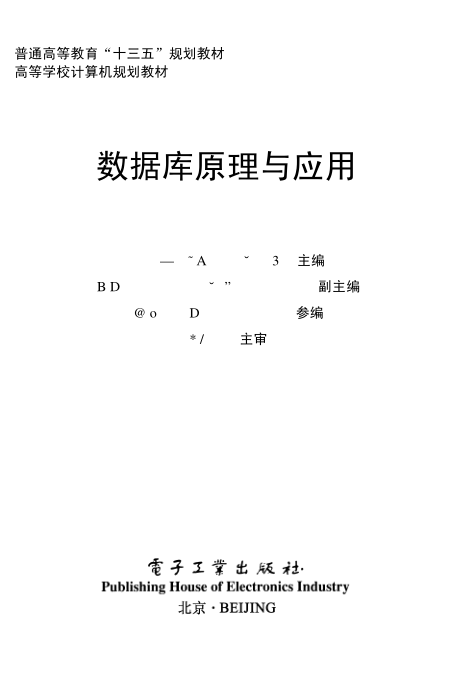 普通高等教育“十三五”规划教材
高等学校计算机规划教材
数据库原理与应用
— ˜ A ˘ 3 主编
B D ˘ ” 副主编
@ o D 参编
* / 主审
電子工業出版社·
Publishing House of Electronics Industry
北京·BEIJING